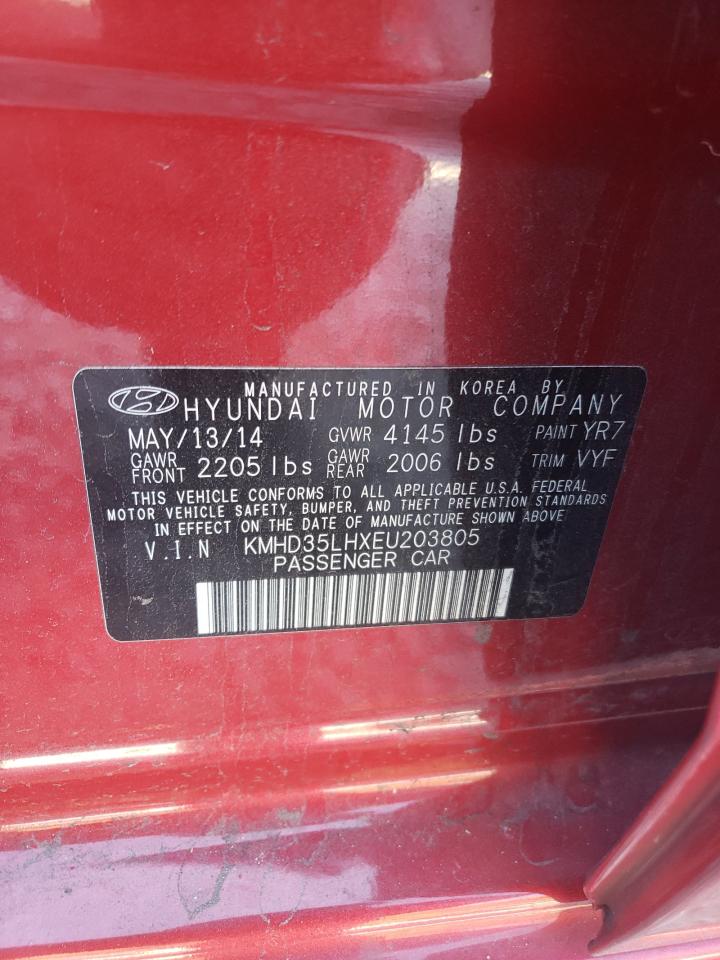 MANUFACTURED IN KOREA BY
HYUNDAI MOTOR COMPANY
MAY/13/14 GVWR 4145 lbs PAINT YR7
GAWR FRONT 2205 lbs GAWR REAR 2006 lbs TRIM VYF
THIS VEHICLE CONFORMS TO ALL APPLICABLE U.S.A. FEDERAL
MOTOR VEHICLE SAFETY, BUMPER, AND THEFT PREVENTION STANDARDS
IN EFFECT ON THE DATE OF MANUFACTURE SHOWN ABOVE
V.I.N KMHD35LHXEU203805
PASSENGER CAR